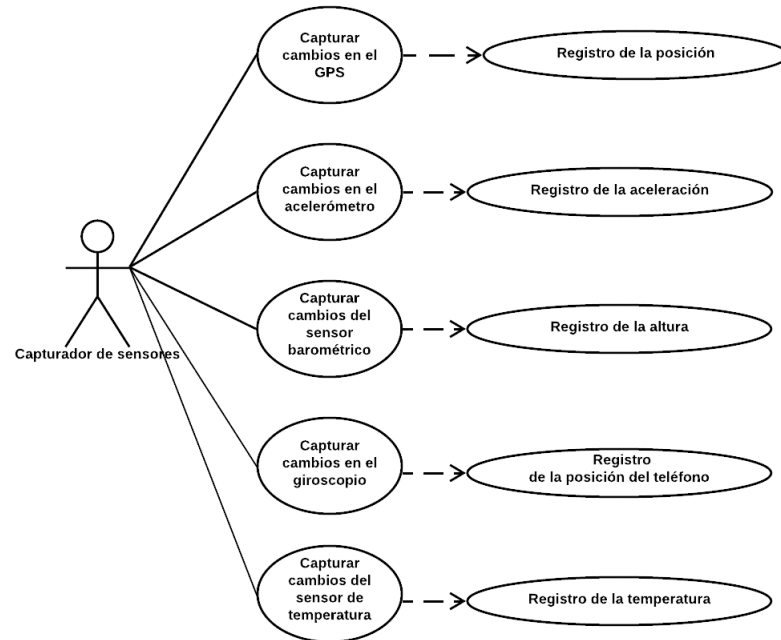 Capturar
cambios en el
GPS
Registro de la posición
Capturar
cambios en el
acelerómetro
Registro de la aceleración
Capturador de sensores
Capturar
cambios del
sensor
barométrico
Registro de la altura
Capturar
cambios en el
giroscopio
Registro
de la posición del teléfono
Capturar
cambios del
sensor de
temperatura
Registro de la temperatura